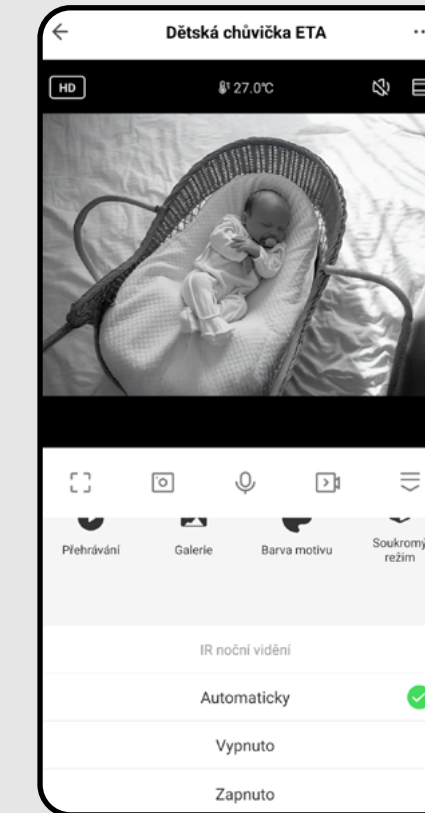 Dětská chůvička ETA
HD
27.0℃
Přehrávání
Galerie
Barva motivu
Soukromý
režim
IR noční vidění
Automaticky
Vypnuto
Zapnuto